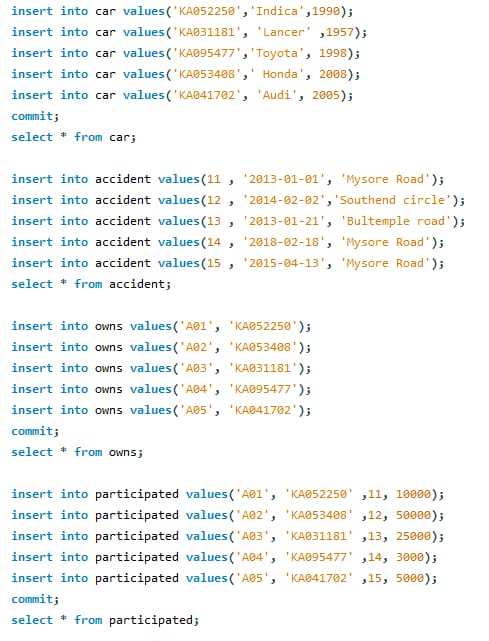 insert into car values('KA052250','Indica',1990);
insert into car values('KA031181', 'Lancer' ,1957);
insert into car values('KA095477','Toyota', 1998);
insert into car values('KA053408',' Honda', 2008);
insert into car values('KA041702', 'Audi', 2005);
commit;
select * from car;
insert into accident values(11 , '2013-01-01', 'Mysore Road');
insert into accident values(12 , '2014-02-02','Southend circle');
insert into accident values(13 , '2013-01-21', 'Bultemple road');
insert into accident values(14 , '2018-02-18', 'Mysore Road');
insert into accident values(15 , '2015-04-13', 'Mysore Road');
select * from accident;
insert into owns values('A01', 'KA052250');
insert into owns values('A02', 'KA053408');
insert into owns values('A03', 'KA031181');
insert into owns values('A04', 'KA095477');
insert into owns values('A05', 'KA041702');
commit;
select * from owns;
insert into participated values('A01', 'KA052250' ,11, 10000);
insert into participated values('A02', 'KA053408' ,12, 50000);
insert into participated values('A03', 'KA031181' ,13, 25000);
insert into participated values('A04', 'KA095477' ,14, 3000);
insert into participated values('A05', 'KA041702' ,15, 5000);
commit;
select * from participated;